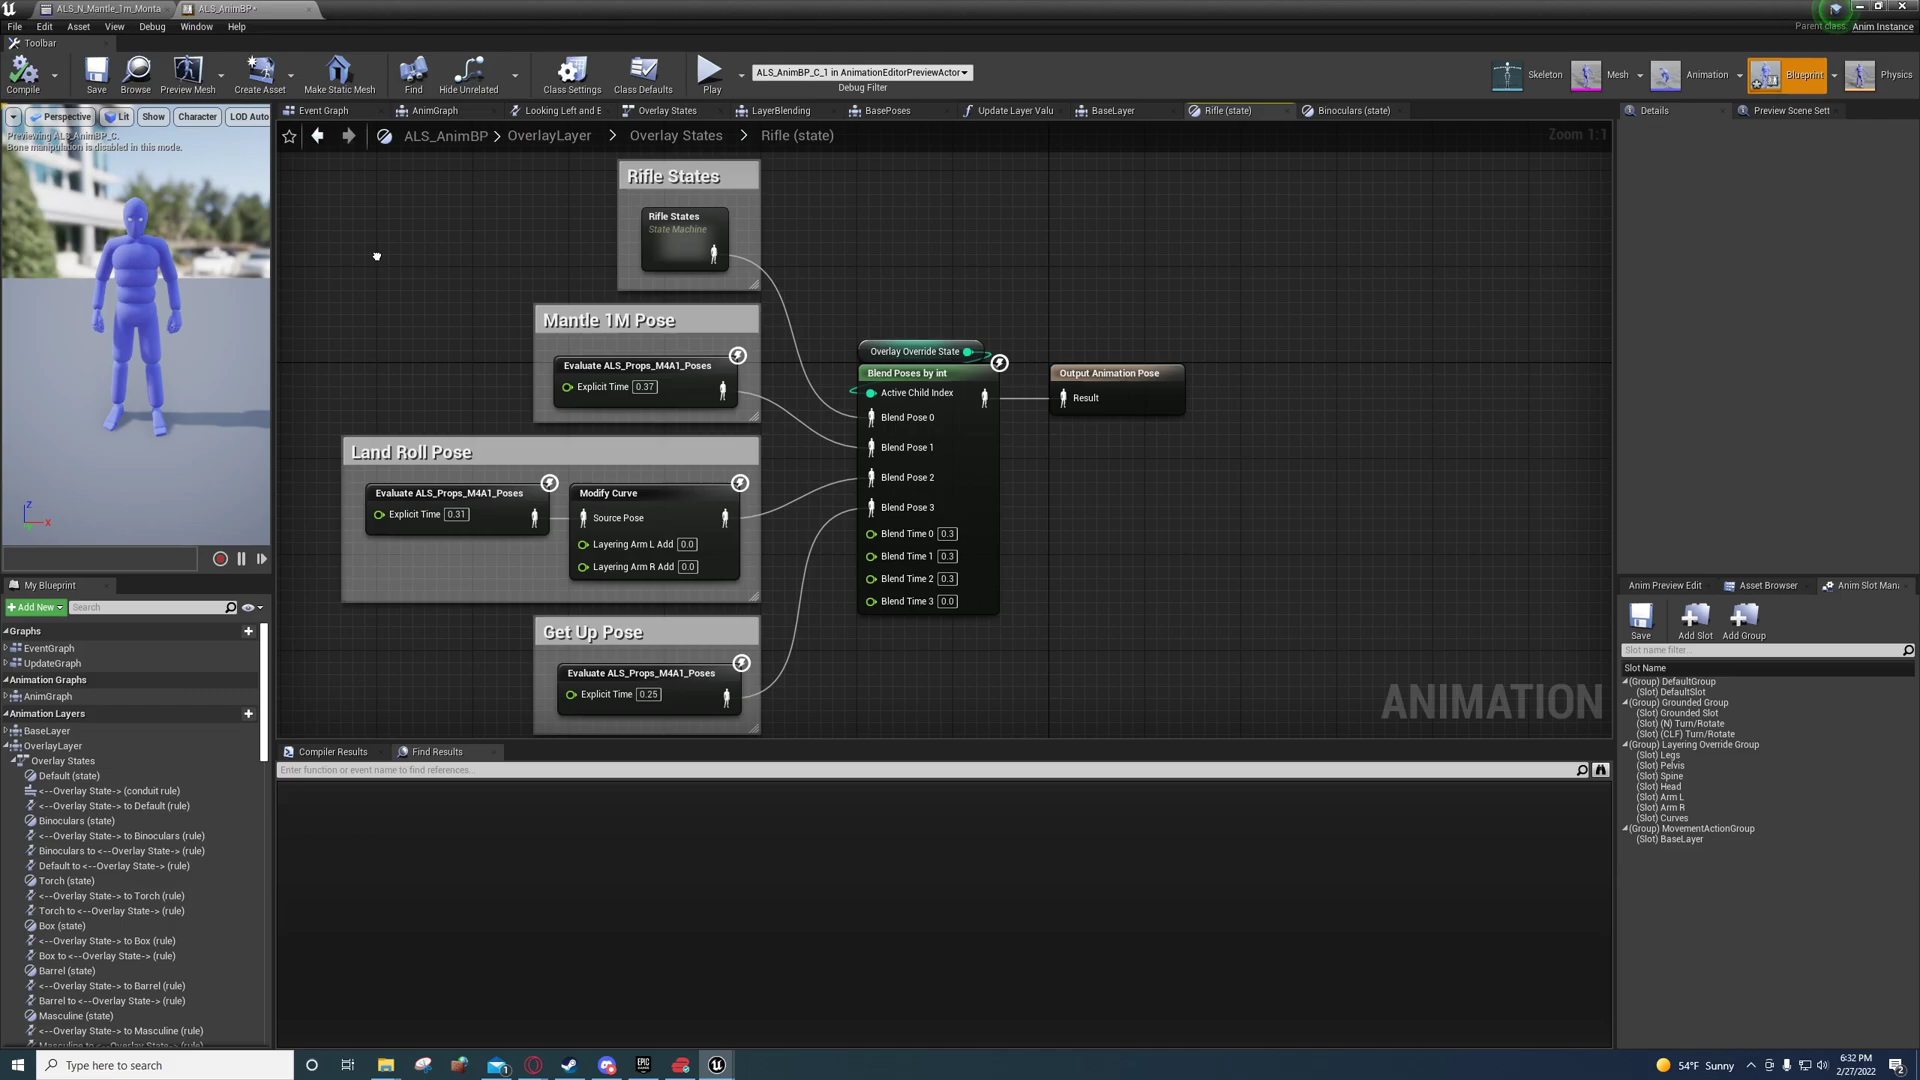 ALS_N_Mantle_1m_Monta
ALS_AnimBP*
File Edit Asset View Debug Window Help
Parent class: Anim Instance
Toolbar
Compile
Save
Browse
Preview Mesh
Create Asset
Make Static Mesh
Find
Hide Unrelated
Class Settings
Class Defaults
Play
ALS_AnimBP_C_1 in AnimationEditorPreviewActor
Debug Filter
Skeleton
Mesh
Animation
Blueprint
Physics
Perspective
Lit
Show
Character
LOD Auto
Previewing ALS_AnimBP_C.
Bone manipulation is disabled in this mode.
Z
X
Event Graph
AnimGraph
Looking Left and E
Overlay States
LayerBlending
BasePoses
Update Layer Valu
BaseLayer
Rifle (state)
Binoculars (state)
Details
Preview Scene Sett
ALS_AnimBP > OverlayLayer > Overlay States > Rifle (state)
Zoom 1:1
Rifle States
Rifle States
State Machine
Mantle 1M Pose
Evaluate ALS_Props_M4A1_Poses
Explicit Time 0.37
Land Roll Pose
Evaluate ALS_Props_M4A1_Poses
Explicit Time 0.31
Modify Curve
Source Pose
Layering Arm L Add 0.0
Layering Arm R Add 0.0
Get Up Pose
Evaluate ALS_Props_M4A1_Poses
Explicit Time 0.25
Overlay Override State
Blend Poses by int
Active Child Index
Blend Pose 0
Blend Pose 1
Blend Pose 2
Blend Pose 3
Blend Time 0 0.3
Blend Time 1 0.3
Blend Time 2 0.3
Blend Time 3 0.0
Output Animation Pose
Result
ANIMATION
My Blueprint
Add New
Search
Graphs
EventGraph
UpdateGraph
Animation Graphs
AnimGraph
Animation Layers
BaseLayer
OverlayLayer
Overlay States
Default (state)
<--Overlay State-> (conduit rule)
<--Overlay State-> to Default (rule)
Binoculars (state)
<--Overlay State-> to Binoculars (rule)
Binoculars to <--Overlay State-> (rule)
Default to <--Overlay State-> (rule)
Torch (state)
<--Overlay State-> to Torch (rule)
Torch to <--Overlay State-> (rule)
Box (state)
<--Overlay State-> to Box (rule)
Box to <--Overlay State-> (rule)
Barrel (state)
<--Overlay State-> to Barrel (rule)
Barrel to <--Overlay State-> (rule)
Masculine (state)
<--Overlay State-> to Masculine (rule)
Masculine to <--Overlay State-> (rule)
Compiler Results
Find Results
Enter function or event name to find references...
Anim Preview Edit
Asset Browser
Anim Slot Man
Save
Add Slot
Add Group
Slot name filter...
Slot Name
(Group) DefaultGroup
(Slot) DefaultSlot
(Group) Grounded Group
(Slot) Grounded Slot
(Slot) (N) Turn/Rotate
(Slot) (CLF) Turn/Rotate
(Group) Layering Override Group
(Slot) Legs
(Slot) Pelvis
(Slot) Spine
(Slot) Head
(Slot) Arm L
(Slot) Arm R
(Slot) Curves
(Group) MovementActionGroup
(Slot) BaseLayer
Type here to search
1
EPIC GAMES
54°F Sunny
6:32 PM
2/27/2022
2